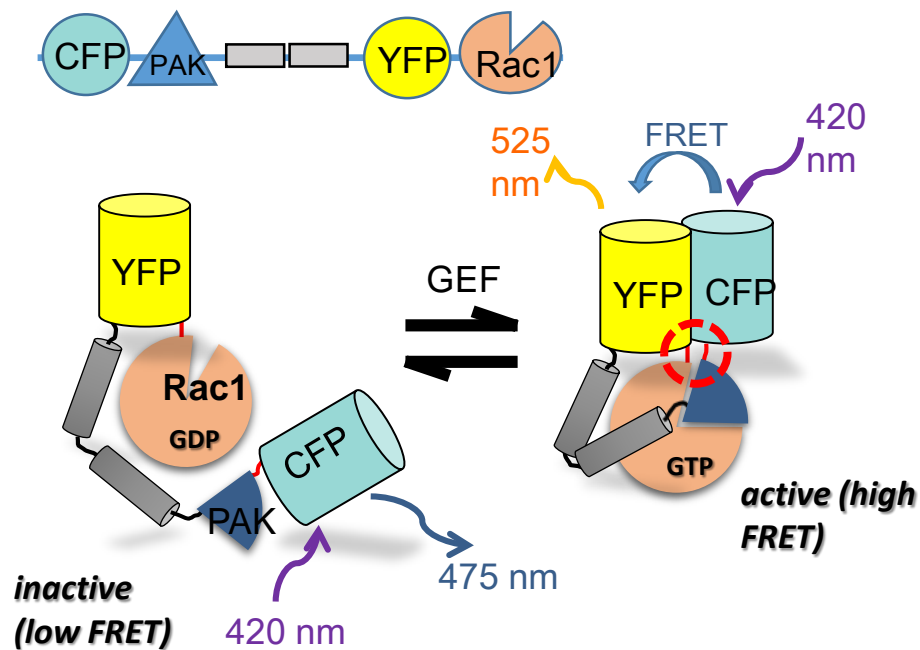 CFP
PAK
YFP
Rac1
525
nm
FRET
420
nm
YFP
GEF
YFP
CFP
Rac1
GDP
CFP
GTP
PAK
active (high
FRET)
475 nm
inactive
(low FRET)
420 nm